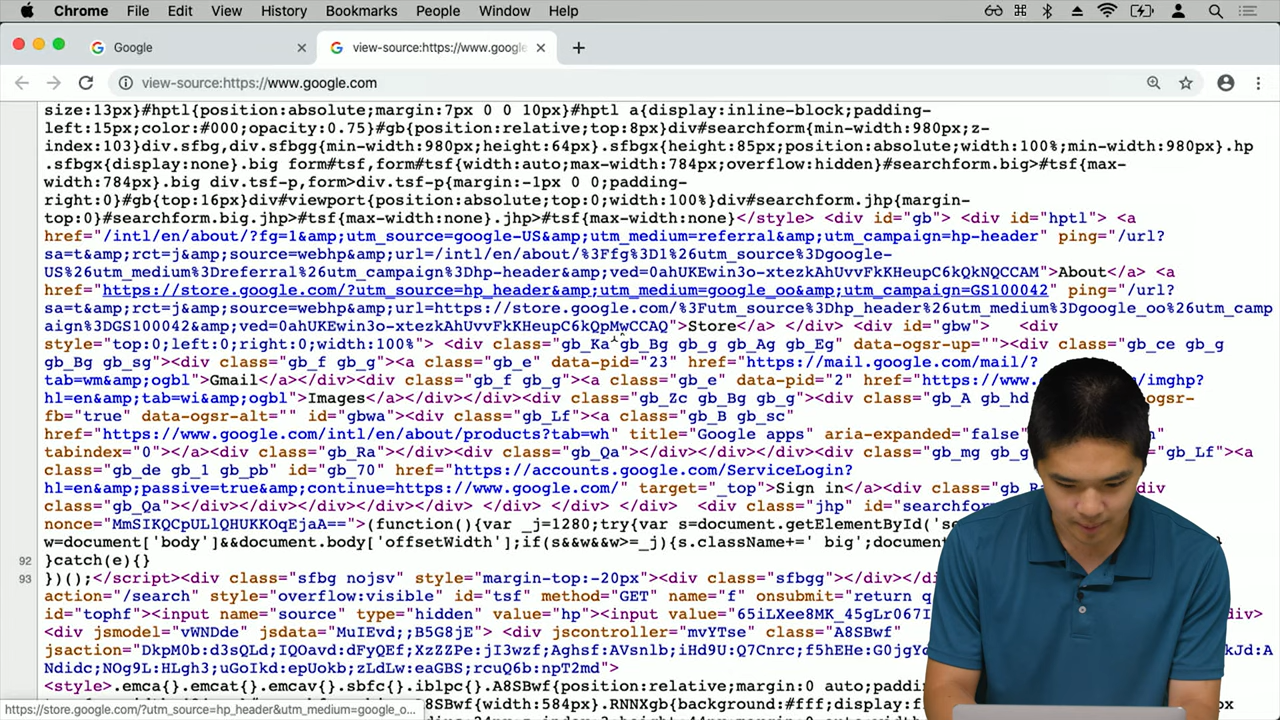 Chrome File Edit View History Bookmarks People Window Help
Google
view-source:https://www.google
view-source:https://www.google.com
size:13px}#hptl{position:absolute;margin:7px 0 0 10px}#hptl a{display:inline-block;padding-
left:15px;color:#000;opacity:0.75}#gb{position:relative;top:8px}div#searchform{min-width:980px;z-
index:103}div.sfbg,div.sfbgg{min-width:980px;height:64px}.sfbgx{height:85px;position:absolute;width:100%;min-width:980px}.hp
.sfbgx{display:none}.big form#tsf,form#tsf{width:auto;max-width:784px;overflow:hidden}#searchform.big>#tsf{max-
width:784px}.big div.tsf-p,form>div.tsf-p{margin:-1px 0 0;padding-
right:0}#gb{top:16px}div#viewport{position:absolute;top:0;width:100%}div#searchform.jhp{margin-
top:0}#searchform.big.jhp>#tsf{max-width:none}.jhp>#tsf{max-width:none}</style> <div id="gb"> <div id="hptl"> <a
href="/intl/en/about/?fg=1&amp;utm_source=google-US&amp;utm_medium=referral&amp;utm_campaign=hp-header" ping="/url?
sa=t&amp;rct=j&amp;source=webhp&amp;url=/intl/en/about/%3Ffg%3D1%26utm_source%3Dgoogle-
US%26utm_medium%3Dreferral%26utm_campaign%3Dhp-header&amp;ved=0ahUKEwin3o-xtezkAhUvvFkKHeupC6kQkNQCCAM">About</a> <a
href="https://store.google.com/?utm_source=hp_header&amp;utm_medium=google_oo&amp;utm_campaign=GS100042" ping="/url?
sa=t&amp;rct=j&amp;source=webhp&amp;url=https://store.google.com/%3Futm_source%3Dhp_header%26utm_medium%3Dgoogle_oo%26utm_camp
aign%3DGS100042&amp;ved=0ahUKEwin3o-xtezkAhUvvFkKHeupC6kQpMwCCAQ">Store</a> </div> <div id="gbw"> <div
style="top:0;left:0;right:0;width:100%"> <div class="gb_Ka gb_Bg gb_g gb_Ag gb_Eg" data-ogsr-up=""><div class="gb_ce gb_g
gb_Bg gb_sg"><div class="gb_f gb_g"><a class="gb_e" data-pid="23" href="https://mail.google.com/mail/?
tab=wm&amp;ogbl">Gmail</a></div><div class="gb_f gb_g"><a class="gb_e" data-pid="2" href="https://www. /imghp?
hl=en&amp;tab=wi&amp;ogbl">Images</a></div></div><div class="gb_Zc gb_Bg gb_g"><div class="gb_A gb_hd -ogsr-
fb="true" data-ogsr-alt="" id="gbwa"><div class="gb_Lf"><a class="gb_B gb_sc"
href="https://www.google.com/intl/en/about/products?tab=wh" title="Google apps" aria-expanded="false"
tabindex="0"></a><div class="gb_Ra"></div><div class="gb_Qa"></div></div></div><div class="gb_mg gb_g gb_Lf"><a
class="gb_de gb_1 gb_pb" id="gb_70" href="https://accounts.google.com/ServiceLogin?
hl=en&amp;passive=true&amp;continue=https://www.google.com/" target="_top">Sign in</a><div class="gb_ div
class="gb_Qa"></div></div> </div> </div> </div> </div> <div class="jhp" id="searchfor
nonce="MmSIKQCpULlQHUKKOqEjaA==">(function(){var _j=1280;try{var s=document.getElementById('s
w=document['body']&&document.body['offsetWidth'];if(s&&w&&w>=_j){s.className+=' big';document }
92 }catch(e){}
93 })();</script><div class="sfbg nojsv" style="margin-top:-20px"><div class="sfbgg"></div></di
action="/search" style="overflow:visible" id="tsf" method="GET" name="f" onsubmit="return q
id="tophf"><input name="source" type="hidden" value="hp"><input value="65iLXee8MK_45gLr067I div>
<div jsmodel="vWNDde" jsdata="MuIEvd;;B5G8jE"> <div jscontroller="mvYTse" class="A8SBwf"
jsaction="DkpM0b:d3sQLd;IQOavd:dFyQEf;XzZZPe:jI3wzf;Aghsf:AVsnlb;iHd9U:Q7Cnrc;f5hEHe:G0jgY kJd:A
Ndidc;NOg9L:HLgh3;uGoIkd:epUokb;zLdLw:eaGBS;rcuQ6b:npT2md">
<style>.emca{}.emcat{}.emcav{}.sbfc{}.iblpc{}.A8SBwf{position:relative;margin:0 auto;paddin
8SBwf{width:584px}.RNNXgb{background:#fff;display:f
https://store.google.com/?utm_source=hp_header&utm_medium=google_o...